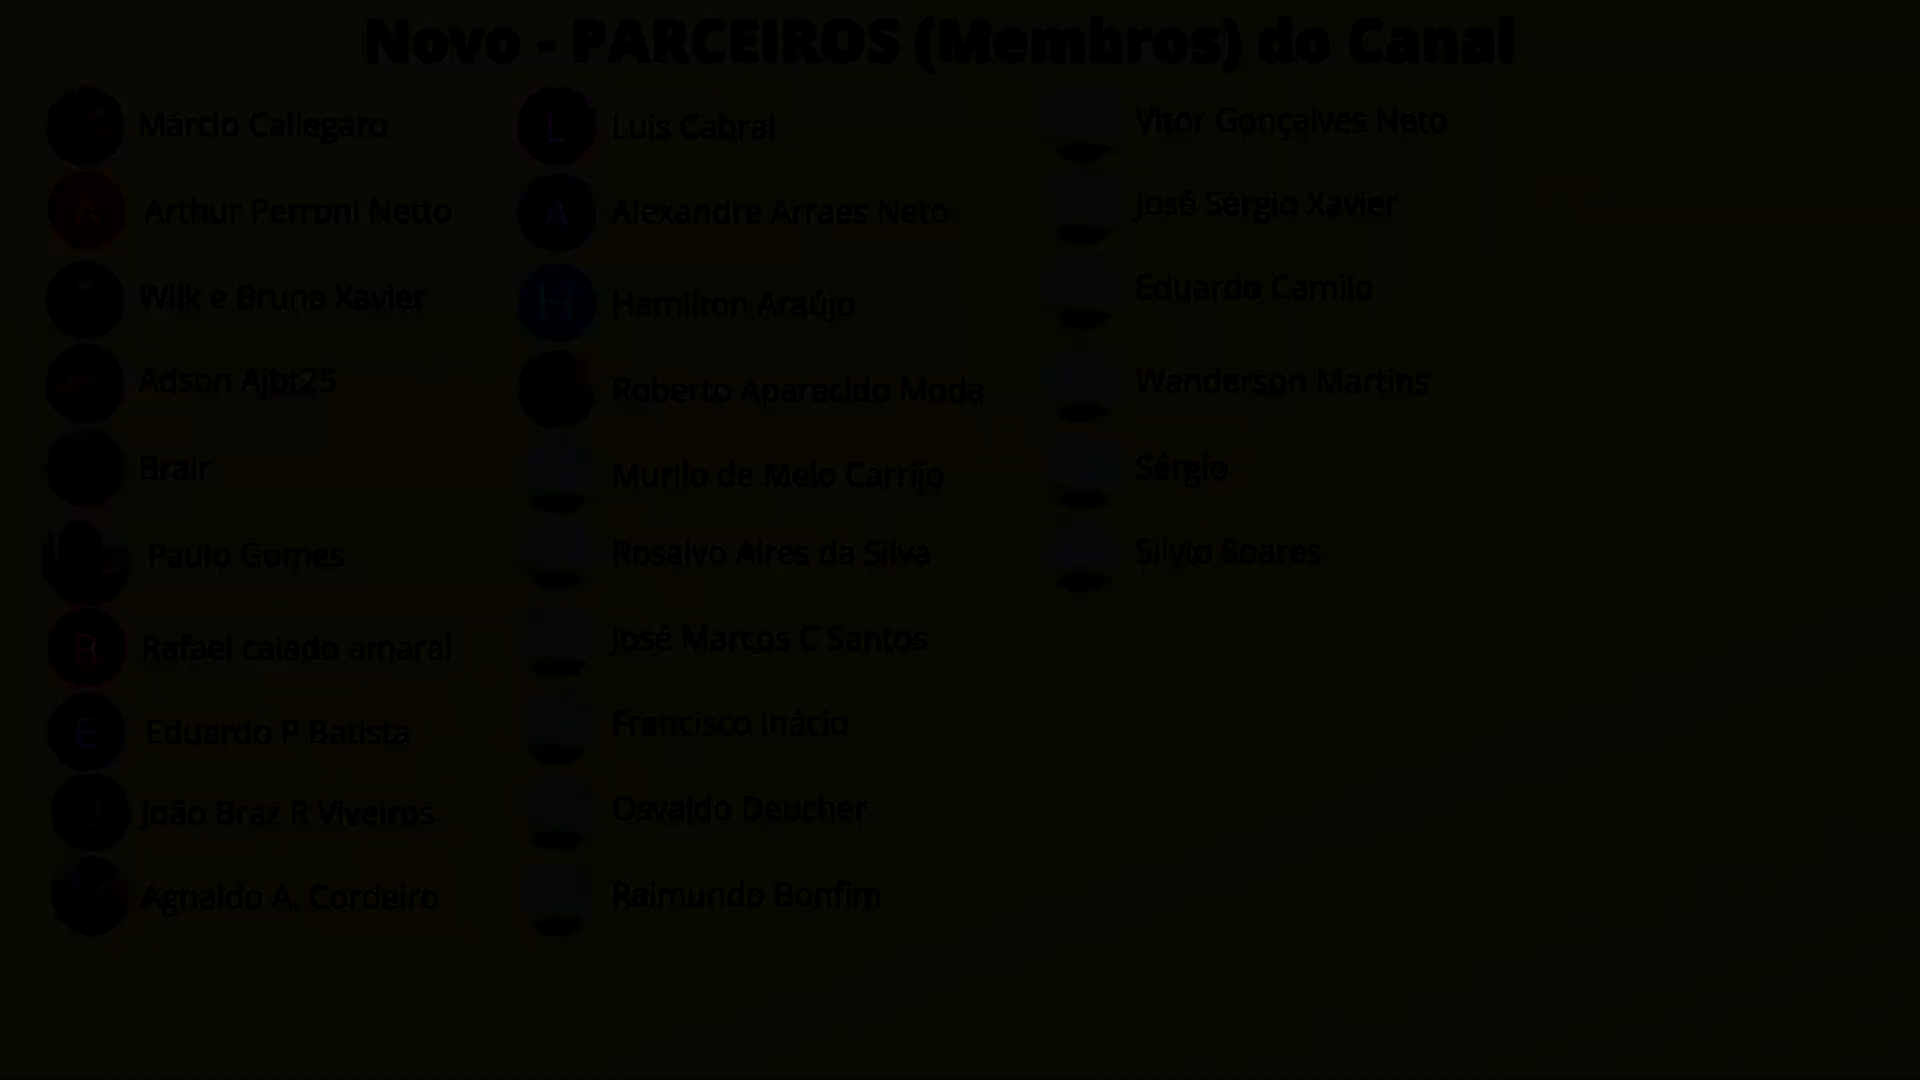 Novo - PARCEIROS (Membros) do Canal
Márcio Callegaro
A Arthur Perroni Netto
Wilk e Bruna Xavier
Adson Ajbt25
Brair
Paulo Gomes
R Rafael caiado amaral
E Eduardo P Batista
J João Braz R Viveiros
Agnaldo A. Cordeiro
L Luis Cabral
A Alexandre Arraes Neto
H Hamilton Araújo
Roberto Aparecido Moda
Murilo de Melo Carrijo
Rosalvo Aires da Silva
José Marcos C Santos
Francisco Inácio
Osvaldo Deucher
Raimundo Bonfim
Vitor Gonçalves Neto
José Sérgio Xavier
Eduardo Camilo
Wanderson Martins
Sérgio
Silvio Soares